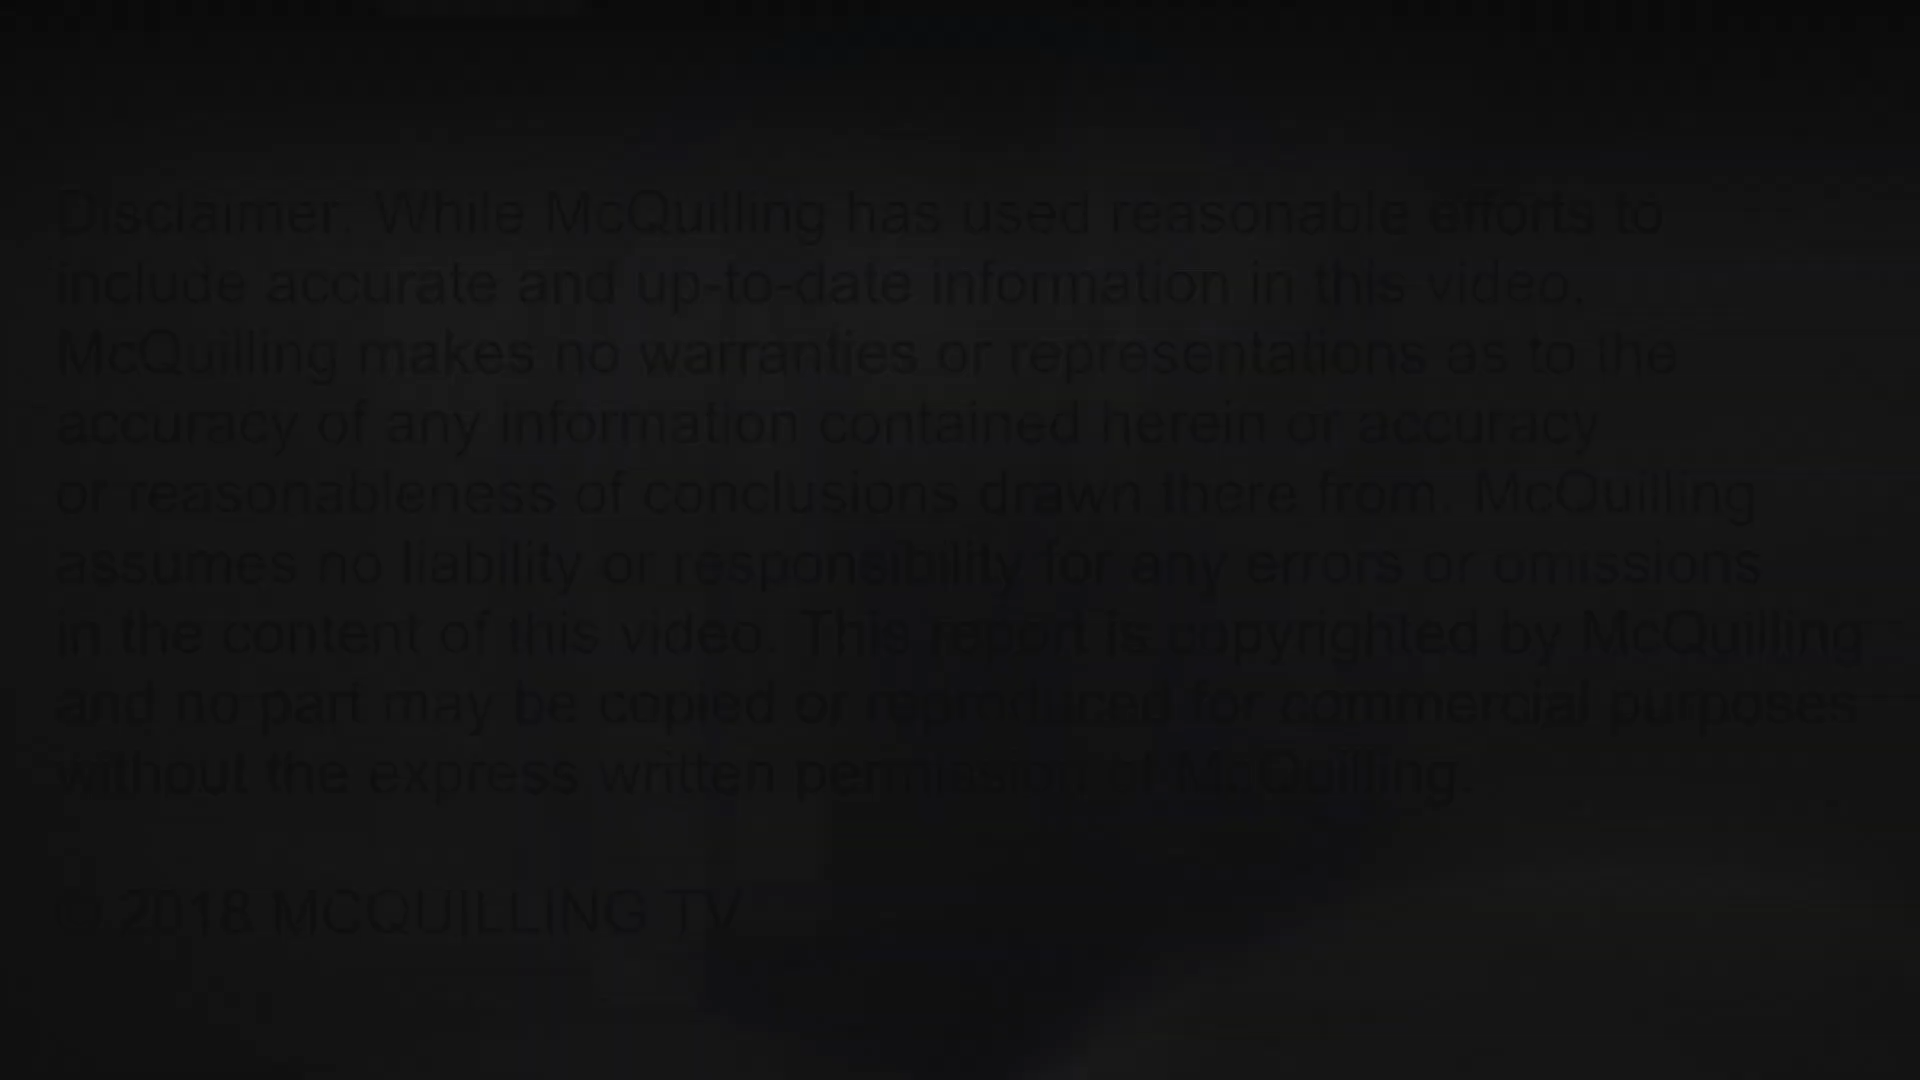 Disclaimer: While McQuilling has used reasonable efforts to
include accurate and up-to-date information in this video,
McQuilling makes no warranties or representations as to the
accuracy of any information contained herein or accuracy
or reasonableness of conclusions drawn there from. McQuilling
assumes no liability or responsibility for any errors or omissions
in the content of this video. This report is copyrighted by McQuilling
and no part may be copied or reproduced for commercial purposes
without the express written permission of McQuilling.
© 2018 MCQUILLING TV